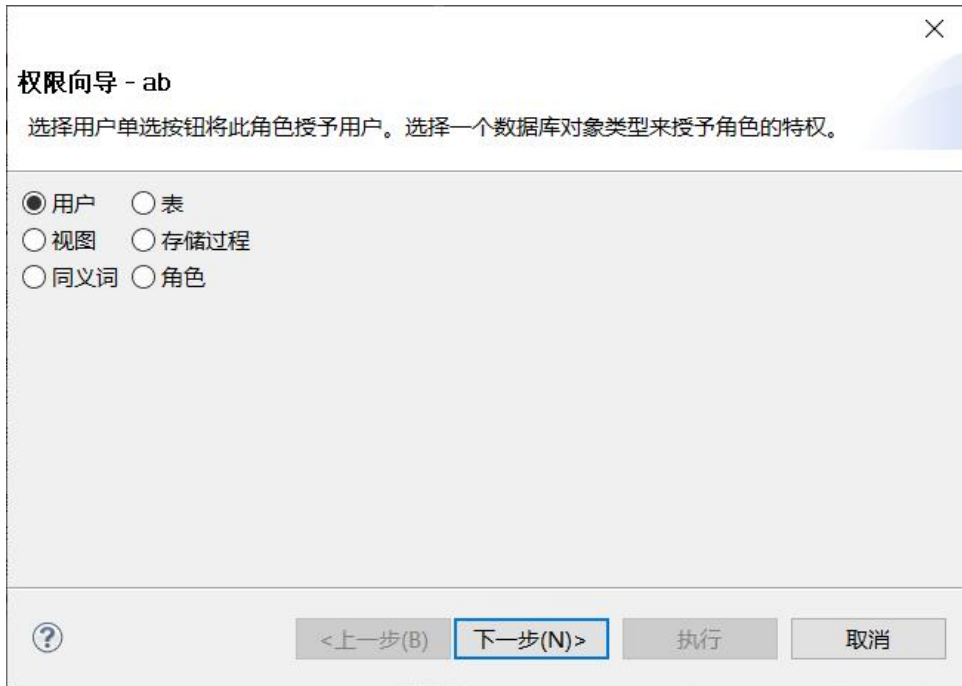 权限向导 - ab
选择用户单选按钮将此角色授予用户。选择一个数据库对象类型来授予角色的特权。
用户 表
视图 存储过程
同义词 角色
<上一步(B) 下一步(N)> 执行 取消